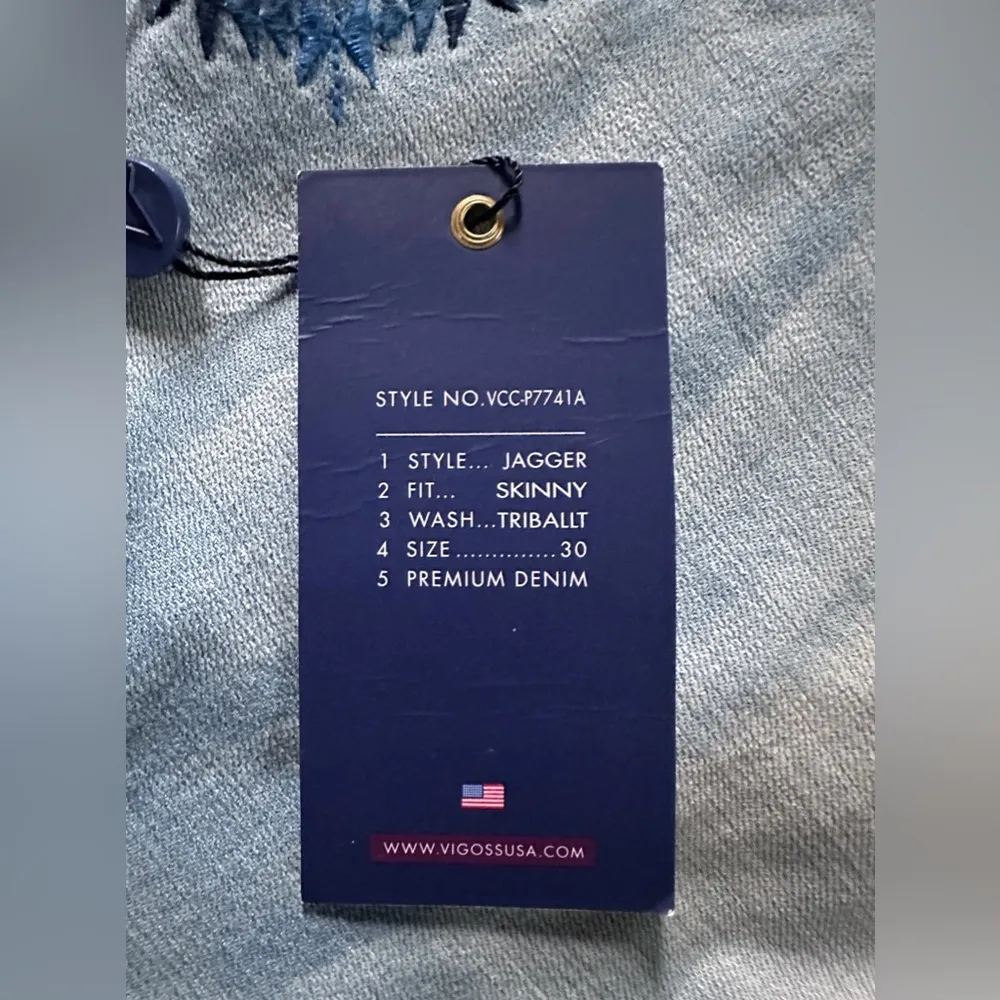 STYLE NO.VCC-P7741A
1 STYLE... JAGGER
2 FIT... SKINNY
3 WASH...TRIBALLT
4 SIZE..............30
5 PREMIUM DENIM
WWW.VIGOSSUSA.COM